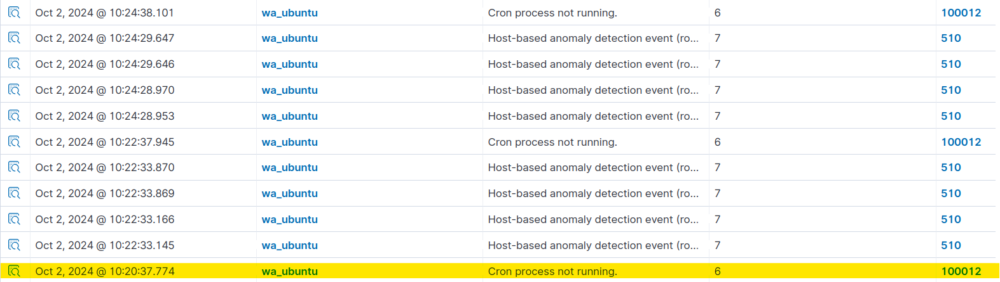 Oct 2, 2024 @ 10:24:38.101 wa_ubuntu Cron process not running. 6 100012
Oct 2, 2024 @ 10:24:29.647 wa_ubuntu Host-based anomaly detection event (ro... 7 510
Oct 2, 2024 @ 10:24:29.646 wa_ubuntu Host-based anomaly detection event (ro... 7 510
Oct 2, 2024 @ 10:24:28.970 wa_ubuntu Host-based anomaly detection event (ro... 7 510
Oct 2, 2024 @ 10:24:28.953 wa_ubuntu Host-based anomaly detection event (ro... 7 510
Oct 2, 2024 @ 10:22:37.945 wa_ubuntu Cron process not running. 6 100012
Oct 2, 2024 @ 10:22:33.870 wa_ubuntu Host-based anomaly detection event (ro... 7 510
Oct 2, 2024 @ 10:22:33.869 wa_ubuntu Host-based anomaly detection event (ro... 7 510
Oct 2, 2024 @ 10:22:33.166 wa_ubuntu Host-based anomaly detection event (ro... 7 510
Oct 2, 2024 @ 10:22:33.145 wa_ubuntu Host-based anomaly detection event (ro... 7 510
Oct 2, 2024 @ 10:20:37.774 wa_ubuntu Cron process not running. 6 100012